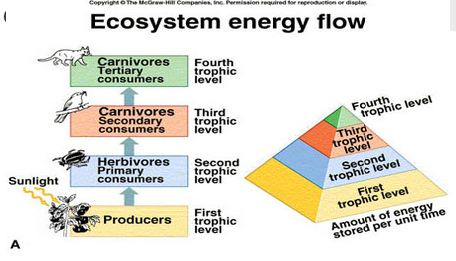 Copyright © The McGraw-Hill Companies, Inc. Permission required for reproduction or display.
Ecosystem energy flow
Carnivores
Tertiary
consumers
Fourth
trophic
level
Carnivores
Secondary
consumers
Third
trophic
level
Herbivores
Primary
consumers
Second
trophic
level
Sunlight
Producers
First
trophic
level
A
Fourth
trophic level
Third
trophic
level
Second
trophic level
First
trophic level
Amount of energy
stored per unit time